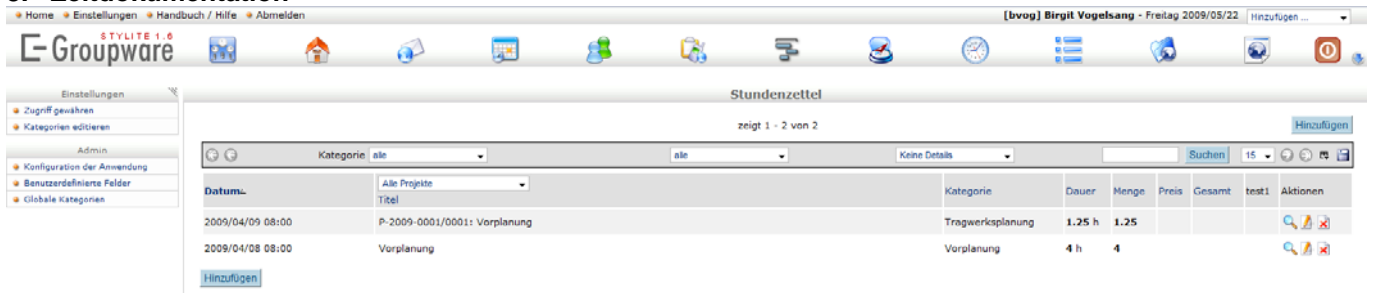 Home Einstellungen Handbuch / Hilfe Abmelden [bvog] Birgit Vogelsang - Freitag 2009/05/22 Hinzufügen ...
STYLITE 1.6
E-Groupware
Einstellungen
Zugriff gewähren
Kategorien editieren
Admin
Konfiguration der Anwendung
Benutzerdefinierte Felder
Globale Kategorien
Stundenzettel
zeigt 1 - 2 von 2 Hinzufügen
Kategorie alle alle Keine Details Suchen 15
Datum Alle Projekte Kategorie Dauer Menge Preis Gesamt test1 Aktionen
Titel
2009/04/09 08:00 P-2009-0001/0001: Vorplanung Tragwerksplanung 1.25 h 1.25
2009/04/08 08:00 Vorplanung Vorplanung 4 h 4
Hinzufügen